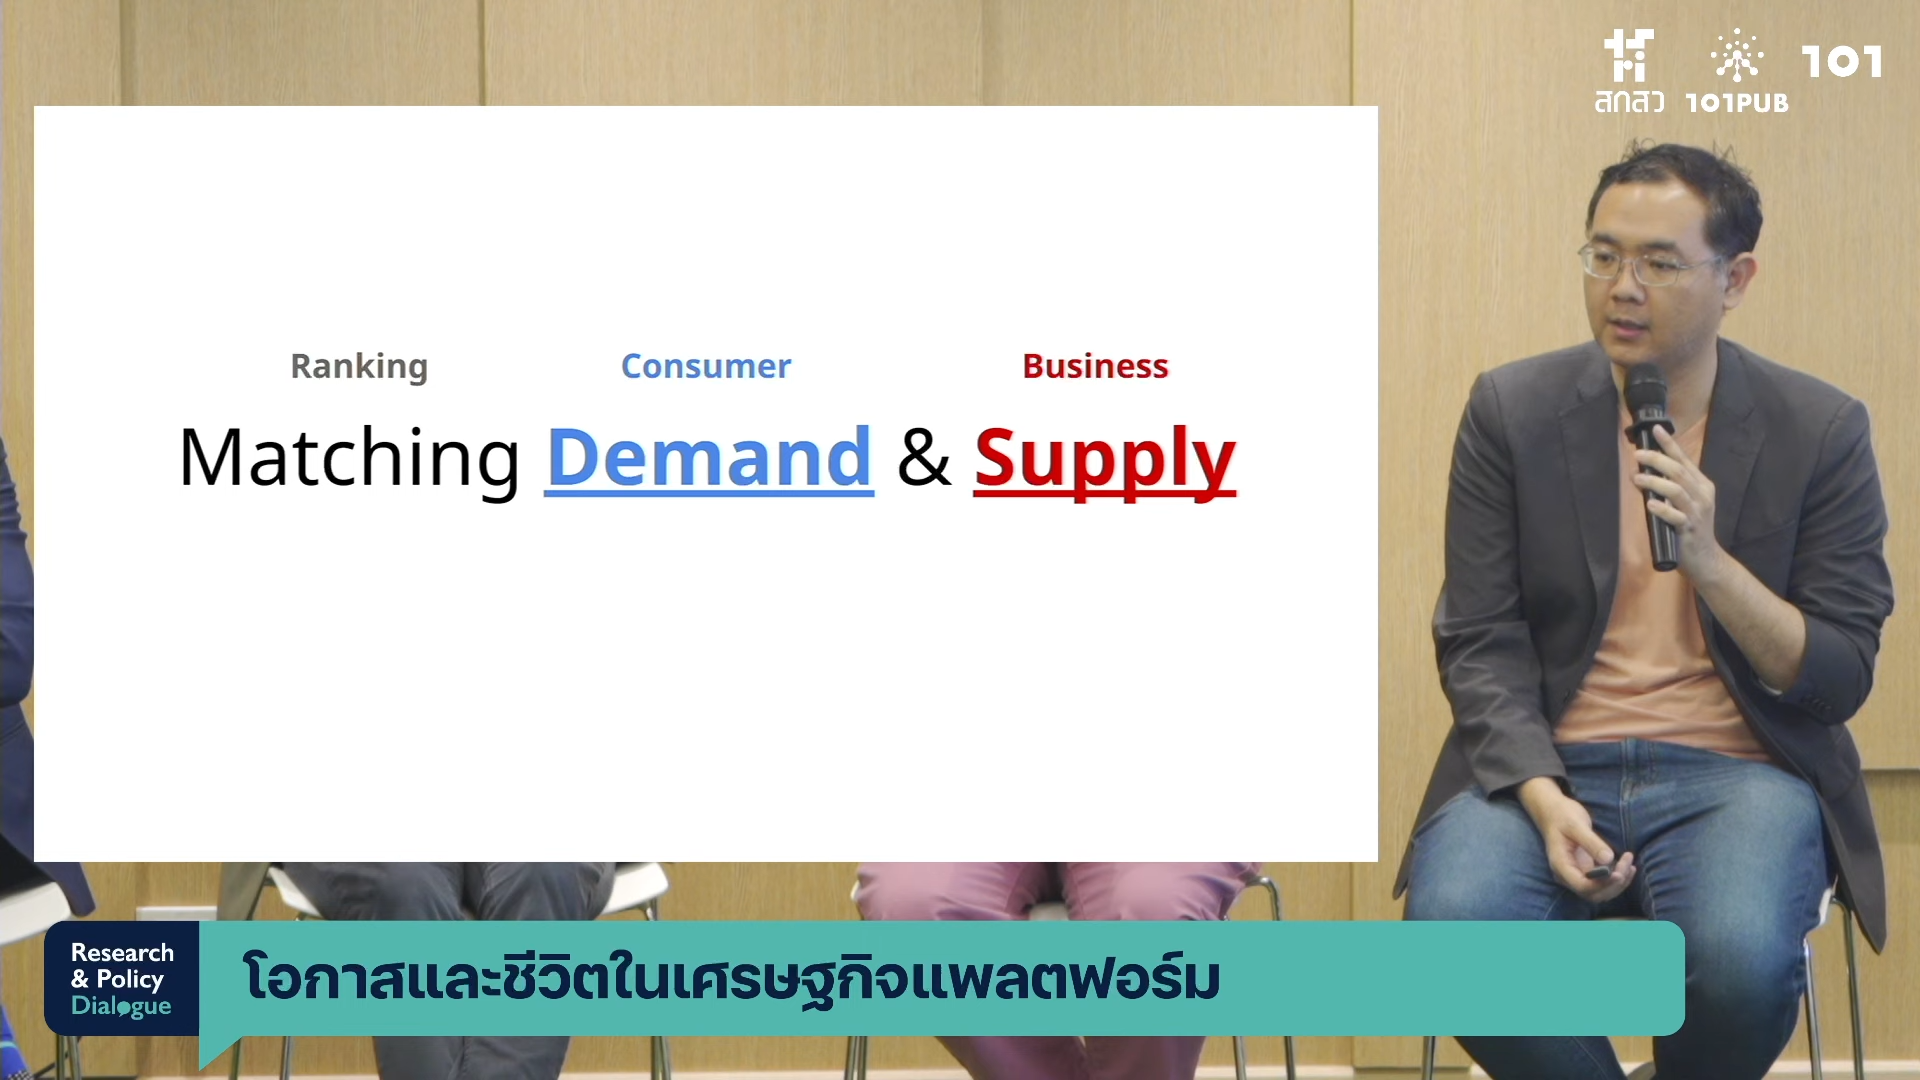 สกสว
101PUB
101
Ranking
Consumer
Business
Matching Demand & Supply
Research
& Policy
Dialogue
โอกาสและชีวิตในเศรษฐกิจแพลตฟอร์ม